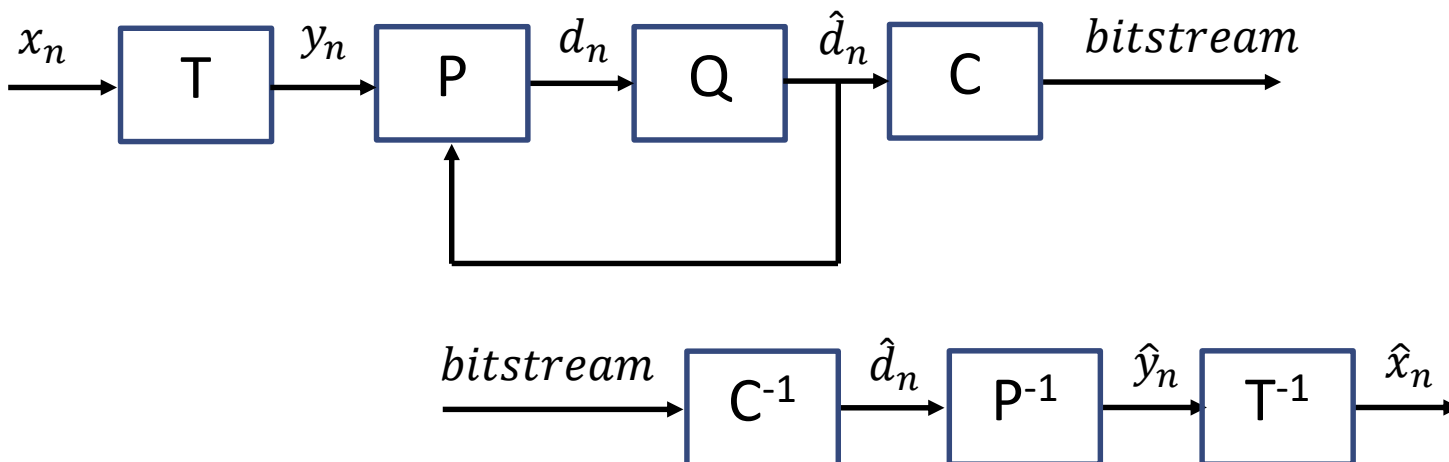 x_n T y_n P d_n Q d̂_n C bitstream
bitstream C⁻¹ d̂_n P⁻¹ ŷ_n T⁻¹ x̂_n